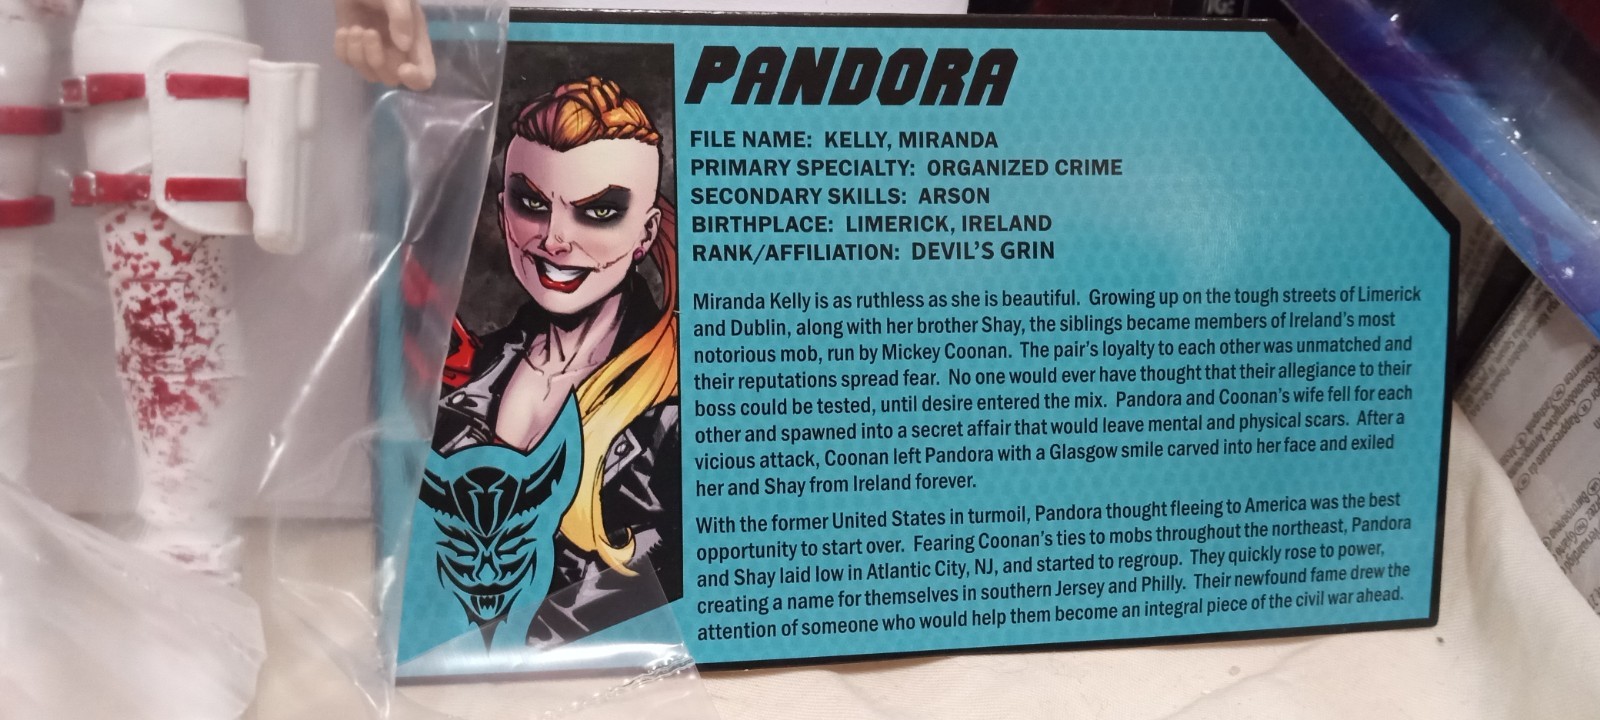 PANDORA
FILE NAME: KELLY, MIRANDA
PRIMARY SPECIALTY: ORGANIZED CRIME
SECONDARY SKILLS: ARSON
BIRTHPLACE: LIMERICK, IRELAND
RANK/AFFILIATION: DEVIL'S GRIN
Miranda Kelly is as ruthless as she is beautiful. Growing up on the tough streets of Limerick
and Dublin, along with her brother Shay, the siblings became members of Ireland's most
notorious mob, run by Mickey Coonan. The pair's loyalty to each other was unmatched and
their reputations spread fear. No one would ever have thought that their allegiance to their
boss could be tested, until desire entered the mix. Pandora and Coonan's wife fell for each
other and spawned into a secret affair that would leave mental and physical scars. After a
vicious attack, Coonan left Pandora with a Glasgow smile carved into her face and exiled
her and Shay from Ireland forever.
With the former United States in turmoil, Pandora thought fleeing to America was the best
opportunity to start over. Fearing Coonan's ties to mobs throughout the northeast, Pandora
and Shay laid low in Atlantic City, NJ, and started to regroup. They quickly rose to power,
creating a name for themselves in southern Jersey and Philly. Their newfound fame drew the
attention of someone who would help them become an integral piece of the civil war ahead.